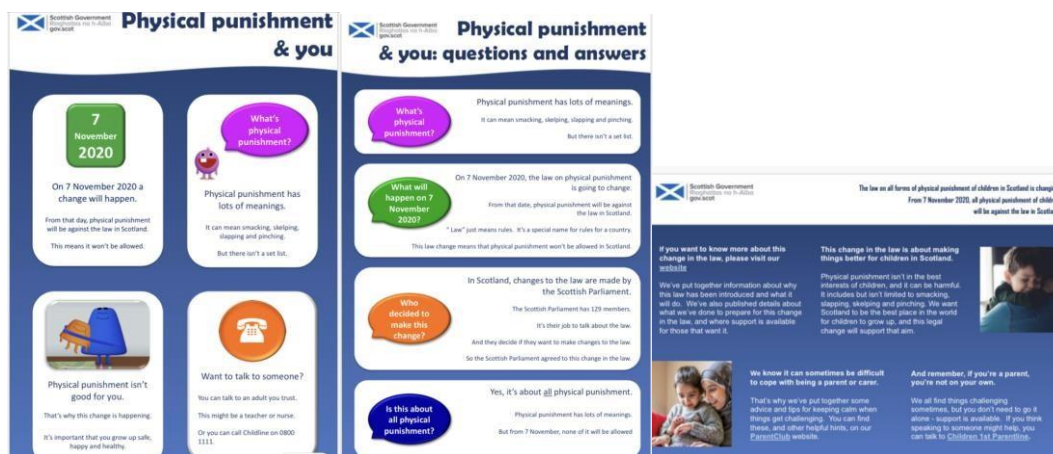 Scottish Government
Riaghaltas na h-Alba
gov.scot
Physical punishment
& you
7
November
2020
On 7 November 2020 a
change will happen.
From that day, physical punishment
will be against the law in Scotland.
This means it won't be allowed.
What's
physical
punishment?
Physical punishment has
lots of meanings.
It can mean smacking, skelping,
slapping and pinching.
But there isn't a set list.
Physical punishment isn't
good for you.
That's why this change is happening.
It's important that you grow up safe,
happy and healthy.
Want to talk to someone?
You can talk to an adult you trust.
This might be a teacher or nurse.
Or you can call Childline on 0800
1111.
Scottish Government
Riaghaltas na h-Alba
gov.scot
Physical punishment
& you: questions and answers
What's
physical
punishment?
Physical punishment has lots of meanings.
It can mean smacking, skelping, slapping and pinching.
But there isn't a set list.
What will
happen on 7
November
2020?
On 7 November 2020, the law on physical punishment
is going to change.
From that date, physical punishment will be against
the law in Scotland.
" Law" just means rules. It's a special name for rules for a country.
This law change means that physical punishment won't be allowed in Scotland.
Who
decided to
make this
change?
In Scotland, changes to the law are made by
the Scottish Parliament.
The Scottish Parliament has 129 members.
It's their job to talk about the law.
And they decide if they want to make changes to the law.
So the Scottish Parliament agreed to this change in the law.
Is this about
all physical
punishment?
Yes, it's about all physical punishment.
Physical punishment has lots of meanings.
But from 7 November, none of it will be allowed
Scottish Government
Riaghaltas na h-Alba
gov.scot
The law on all forms of physical punishment of children in Scotland is changi
From 7 November 2020, all physical punishment of childr
will be against the law in Scotla
If you want to know more about this
change in the law, please visit our
website
We've put together information about why
this law has been introduced and what it
will do. We've also published details about
what we've done to prepare for this change
in the law, and where support is available
for those that want it.
This change in the law is about making
things better for children in Scotland.
Physical punishment isn't in the best
interests of children, and it can be harmful.
It includes but isn't limited to smacking,
slapping, skelping and pinching. We want
Scotland to be the best place in the world
for children to grow up, and this legal
change will support that aim.
We know it can sometimes be difficult
to cope with being a parent or carer.
That's why we've put together some
advice and tips for keeping calm when
things get challenging. You can find
these, and other helpful hints, on our
ParentClub website.
And remember, if you're a parent,
you're not on your own.
We all find things challenging
sometimes, but you don't need to go it
alone - support is available. If you think
speaking to someone might help, you
can talk to Children 1st Parentline.